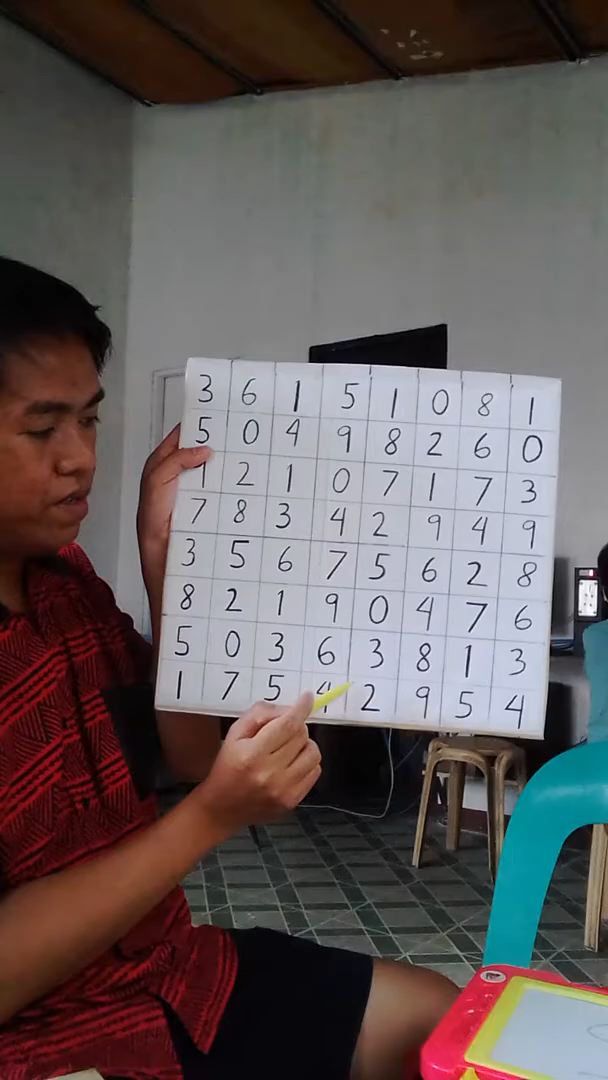 3 6 1 5 1 0 8 1
5 0 4 9 8 2 6 0
1 2 1 0 7 1 7 3
7 8 3 4 2 9 4 9
3 5 6 7 5 6 2 8
8 2 1 9 0 4 7 6
5 0 3 6 3 8 1 3
1 7 5 4 2 9 5 4